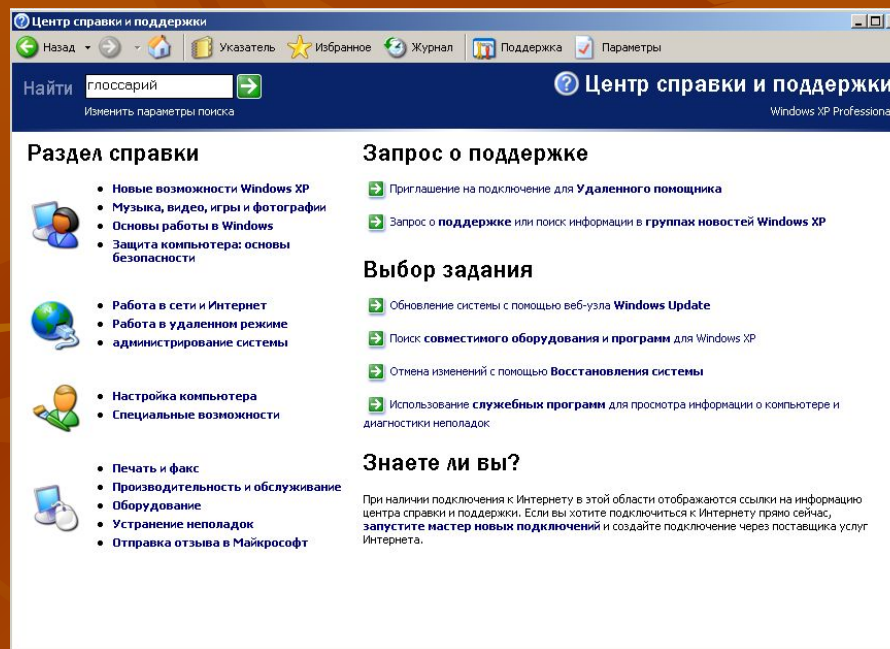 Центр справки и поддержки
Назад
Указатель
Избранное
Журнал
Поддержка
Параметры
Найти
глоссарий
Изменить параметры поиска
Центр справки и поддержки
Windows XP Professional
Раздел справки
Новые возможности Windows XP
Музыка, видео, игры и фотографии
Основы работы в Windows
Защита компьютера: основы
безопасности
Работа в сети и Интернет
Работа в удаленном режиме
администрирование системы
Настройка компьютера
Специальные возможности
Печать и факс
Производительность и обслуживание
Оборудование
Устранение неполадок
Отправка отзыва в Майкрософт
Запрос о поддержке
Приглашение на подключение для Удаленного помощника
Запрос о поддержке или поиск информации в группах новостей Windows XP
Выбор задания
Обновление системы с помощью веб-узла Windows Update
Поиск совместимого оборудования и программ для Windows XP
Отмена изменений с помощью Восстановления системы
Использование служебных программ для просмотра информации о компьютере и
диагностики неполадок
Знаете ли вы?
При наличии подключения к Интернету в этой области отображаются ссылки на информацию
центра справки и поддержки. Если вы хотите подключиться к Интернету прямо сейчас,
запустите мастер новых подключений и создайте подключение через поставщика услуг
Интернета.